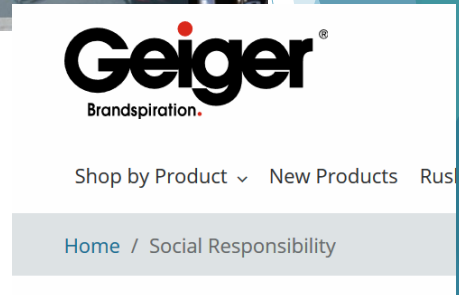 Geiger®
Brandspiration.
Shop by Product New Products
Home / Social Responsibility